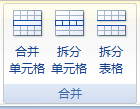 合并 拆分 拆分
单元格 单元格 表格
合并